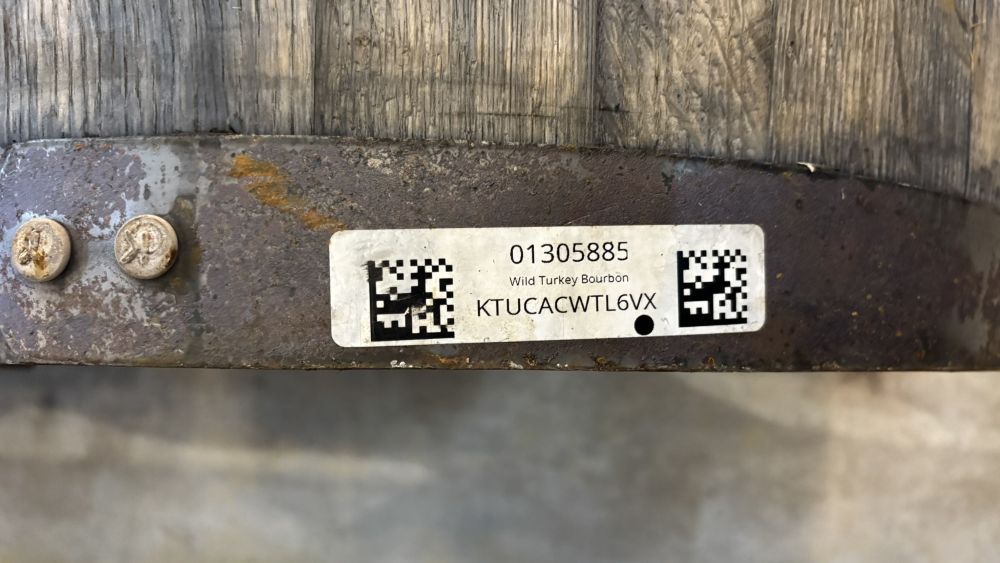 01305885
Wild Turkey Bourbon
KTUCACWTL6VX